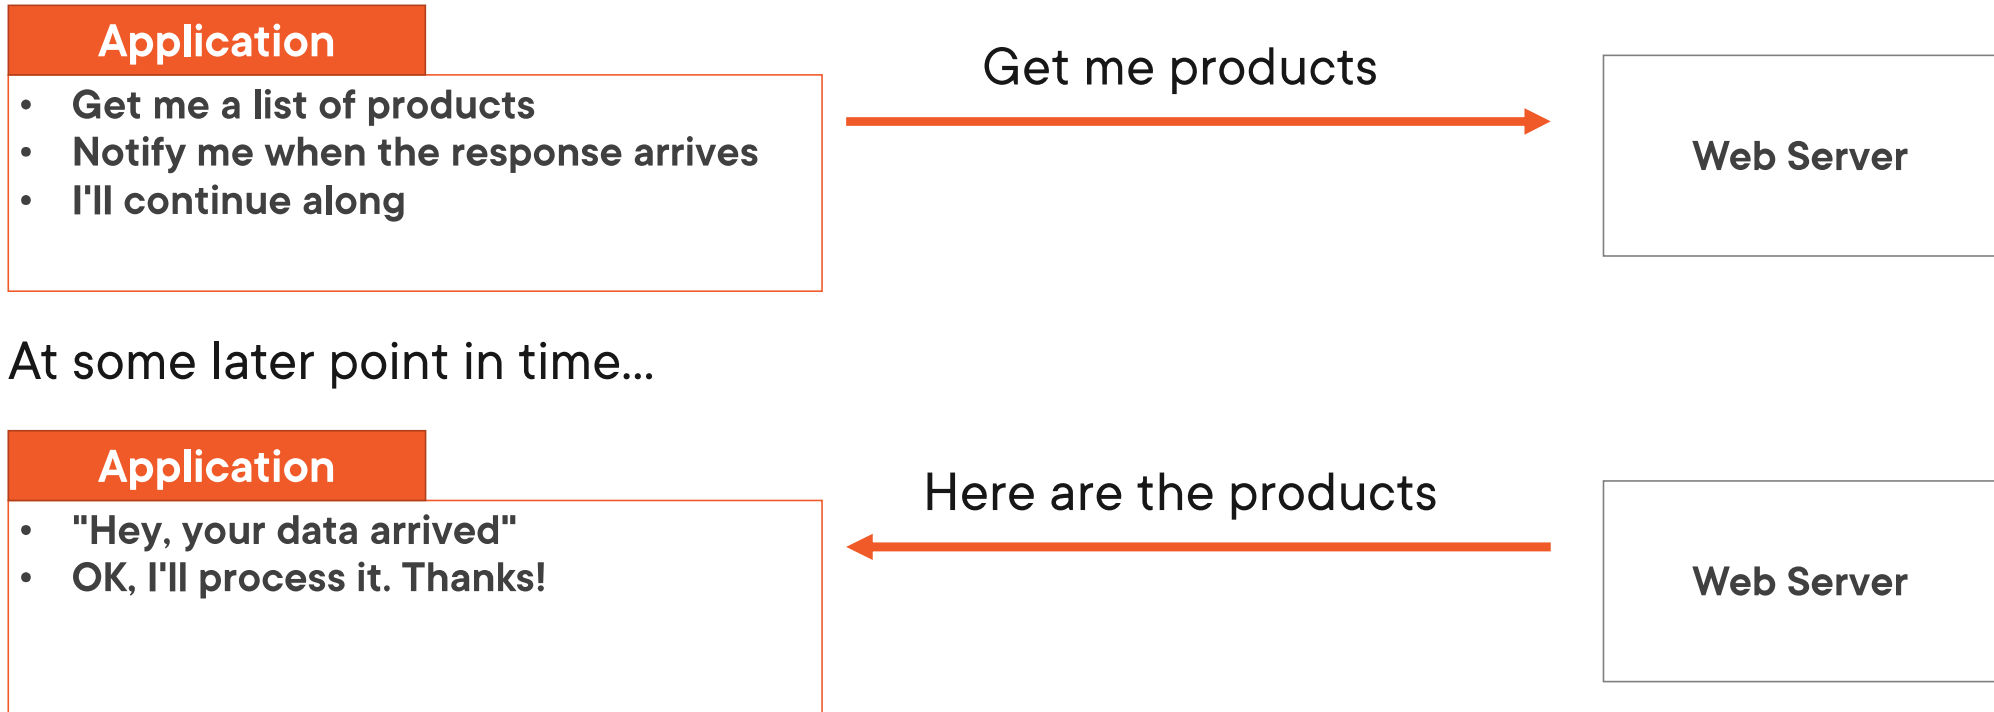 Application
• Get me a list of products
• Notify me when the response arrives
• I'll continue along
Get me products
Web Server
At some later point in time...
Application
• "Hey, your data arrived"
• OK, I'll process it. Thanks!
Here are the products
Web Server